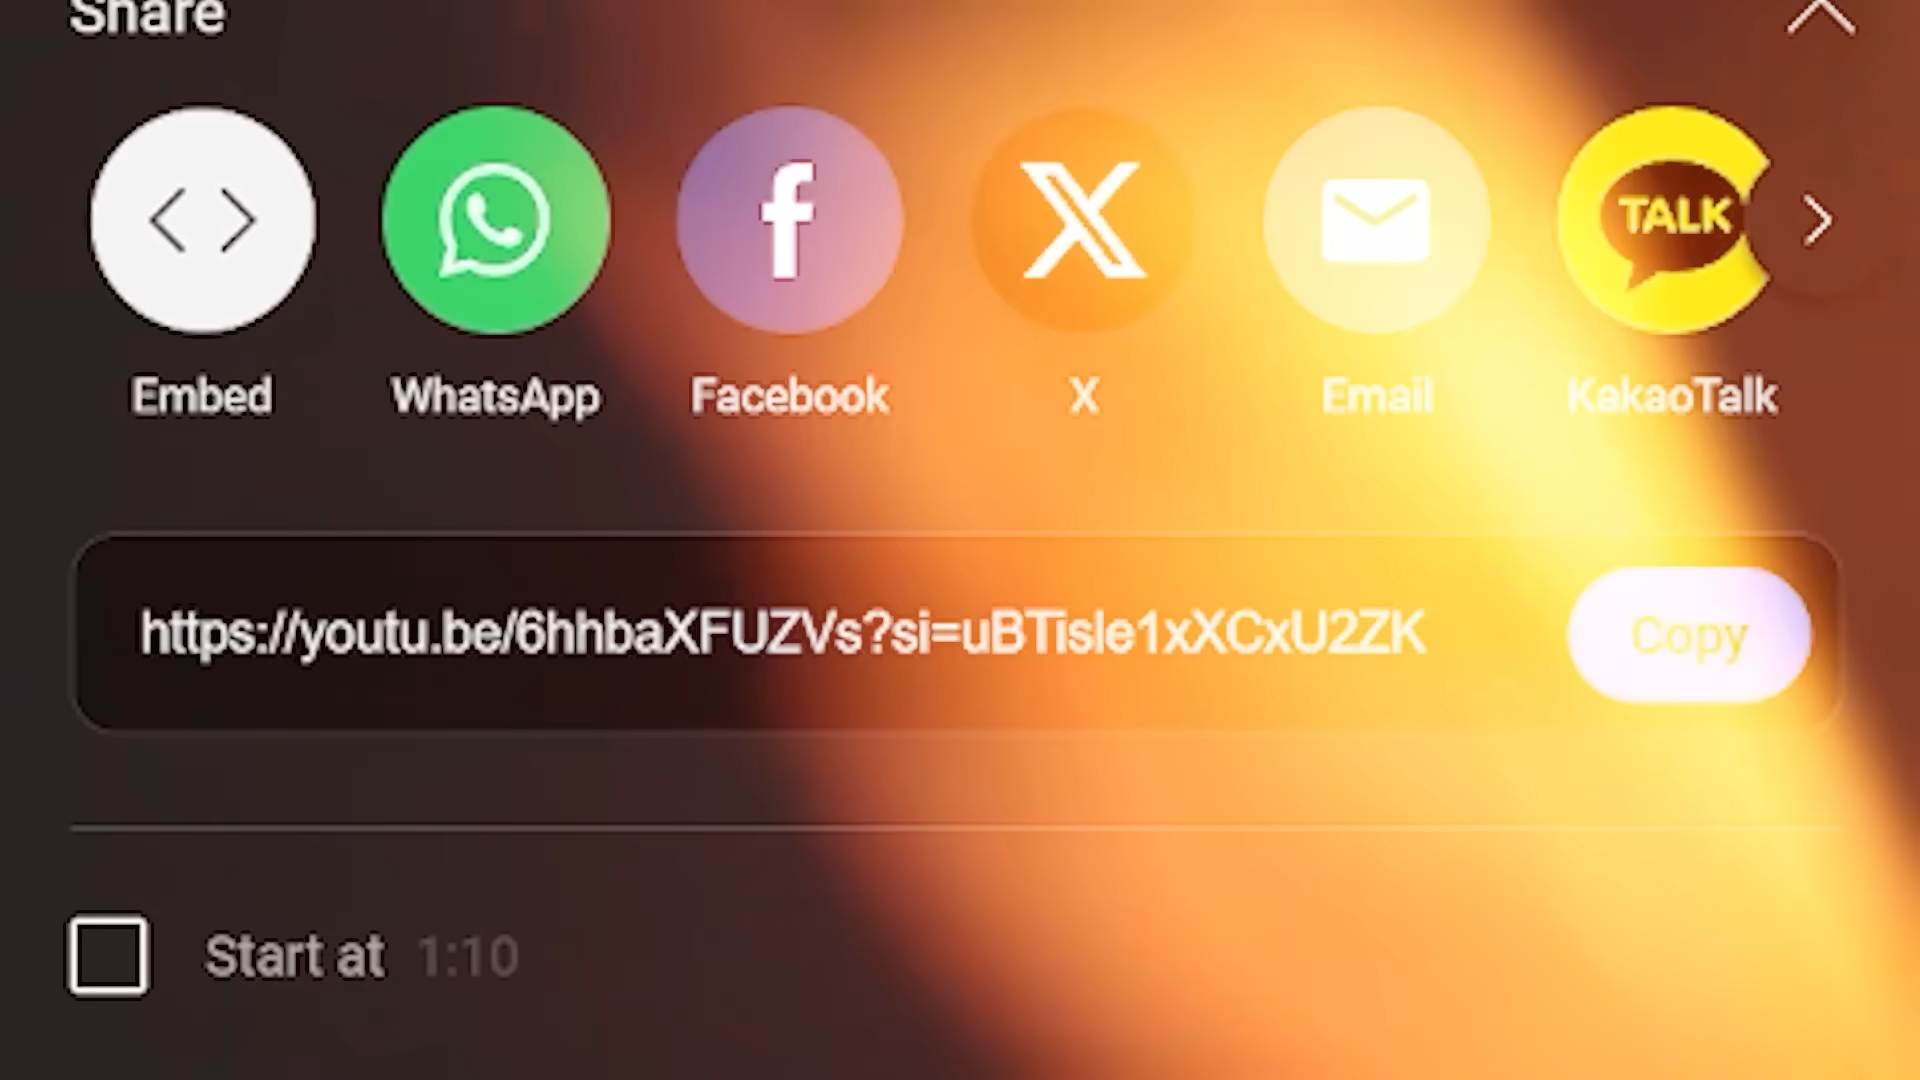 Share
TALK
Embed
WhatsApp
Facebook
X
Email
KakaoTalk
https://youtu.be/6hhbaXFUZVs?si=uBTisle1xXCxU2ZK
Copy
Start at 1:10